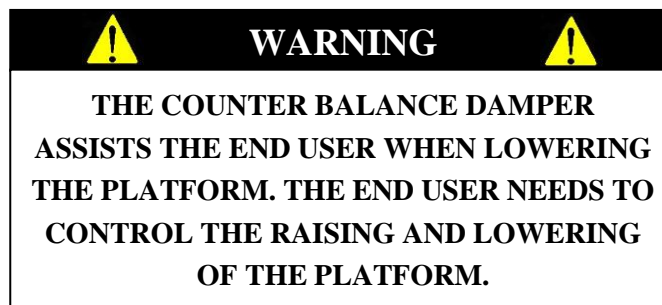 WARNING
THE COUNTER BALANCE DAMPER
ASSISTS THE END USER WHEN LOWERING
THE PLATFORM. THE END USER NEEDS TO
CONTROL THE RAISING AND LOWERING
OF THE PLATFORM.